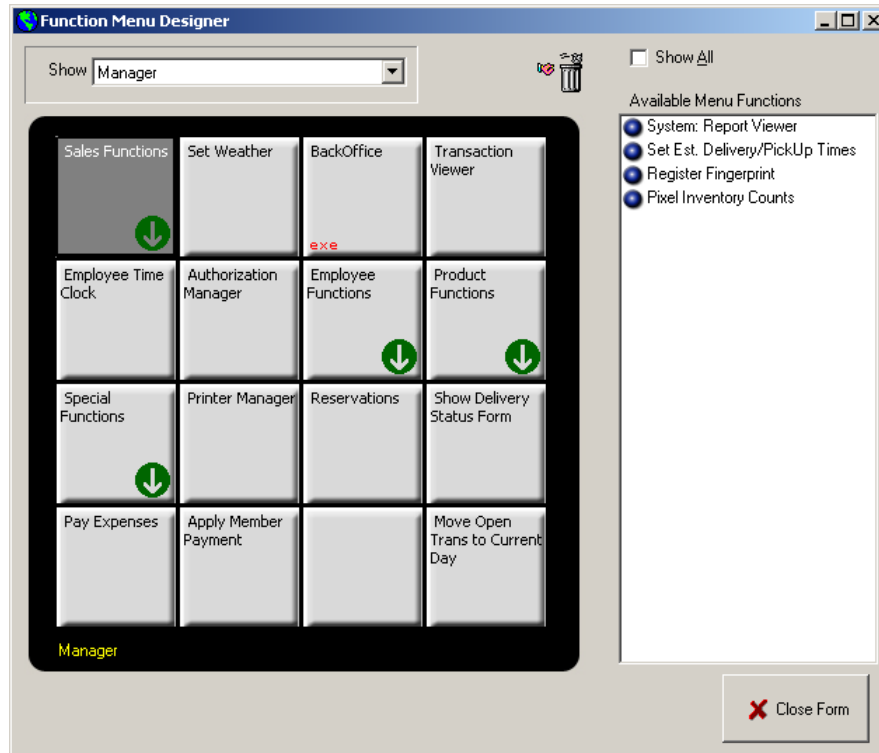 Function Menu Designer
Show Manager
Show All
Available Menu Functions
System: Report Viewer
Set Est. Delivery/PickUp Times
Register Fingerprint
Pixel Inventory Counts
Sales Functions
Set Weather
BackOffice
exe
Transaction
Viewer
Employee Time
Clock
Authorization
Manager
Employee
Functions
Product
Functions
Special
Functions
Printer Manager
Reservations
Show Delivery
Status Form
Pay Expenses
Apply Member
Payment
Move Open
Trans to Current
Day
Manager
Close Form